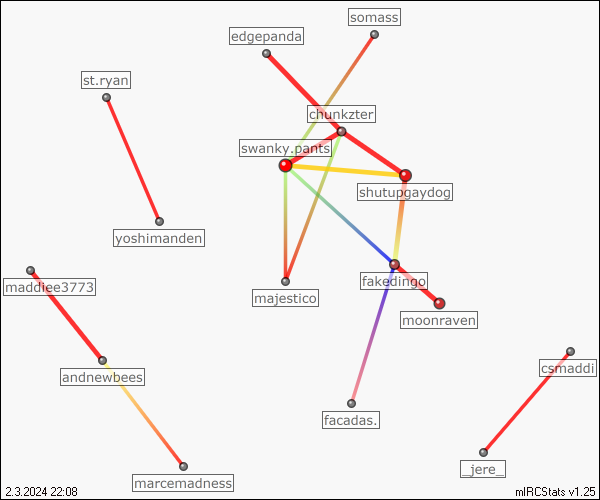 somass
edgepanda
st.ryan
chunkzter
swanky.pants
shutupgaydog
yoshimanden
fakedingo
maddiee3773
majestico
moonraven
csmaddi
andnewbees
facadas.
_jere_
marcemadness
2.3.2024 22:08
mIRCStats v1.25